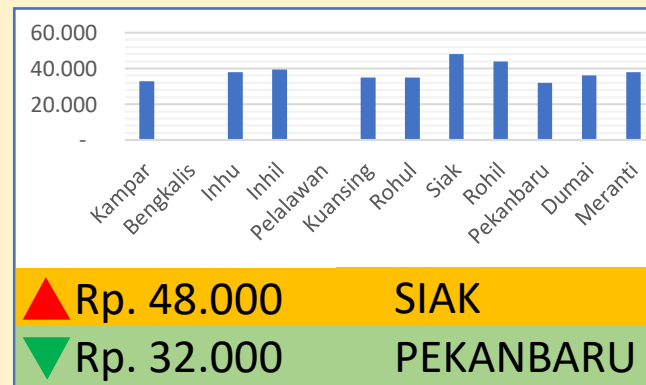 60.000
40.000
20.000
-
Kampar
Bengkalis
Inhu
Inhil
Pelalawan
Kuansing
Rohul
Siak
Rohil
Pekanbaru
Dumai
Meranti
Rp. 48.000 SIAK
Rp. 32.000 PEKANBARU